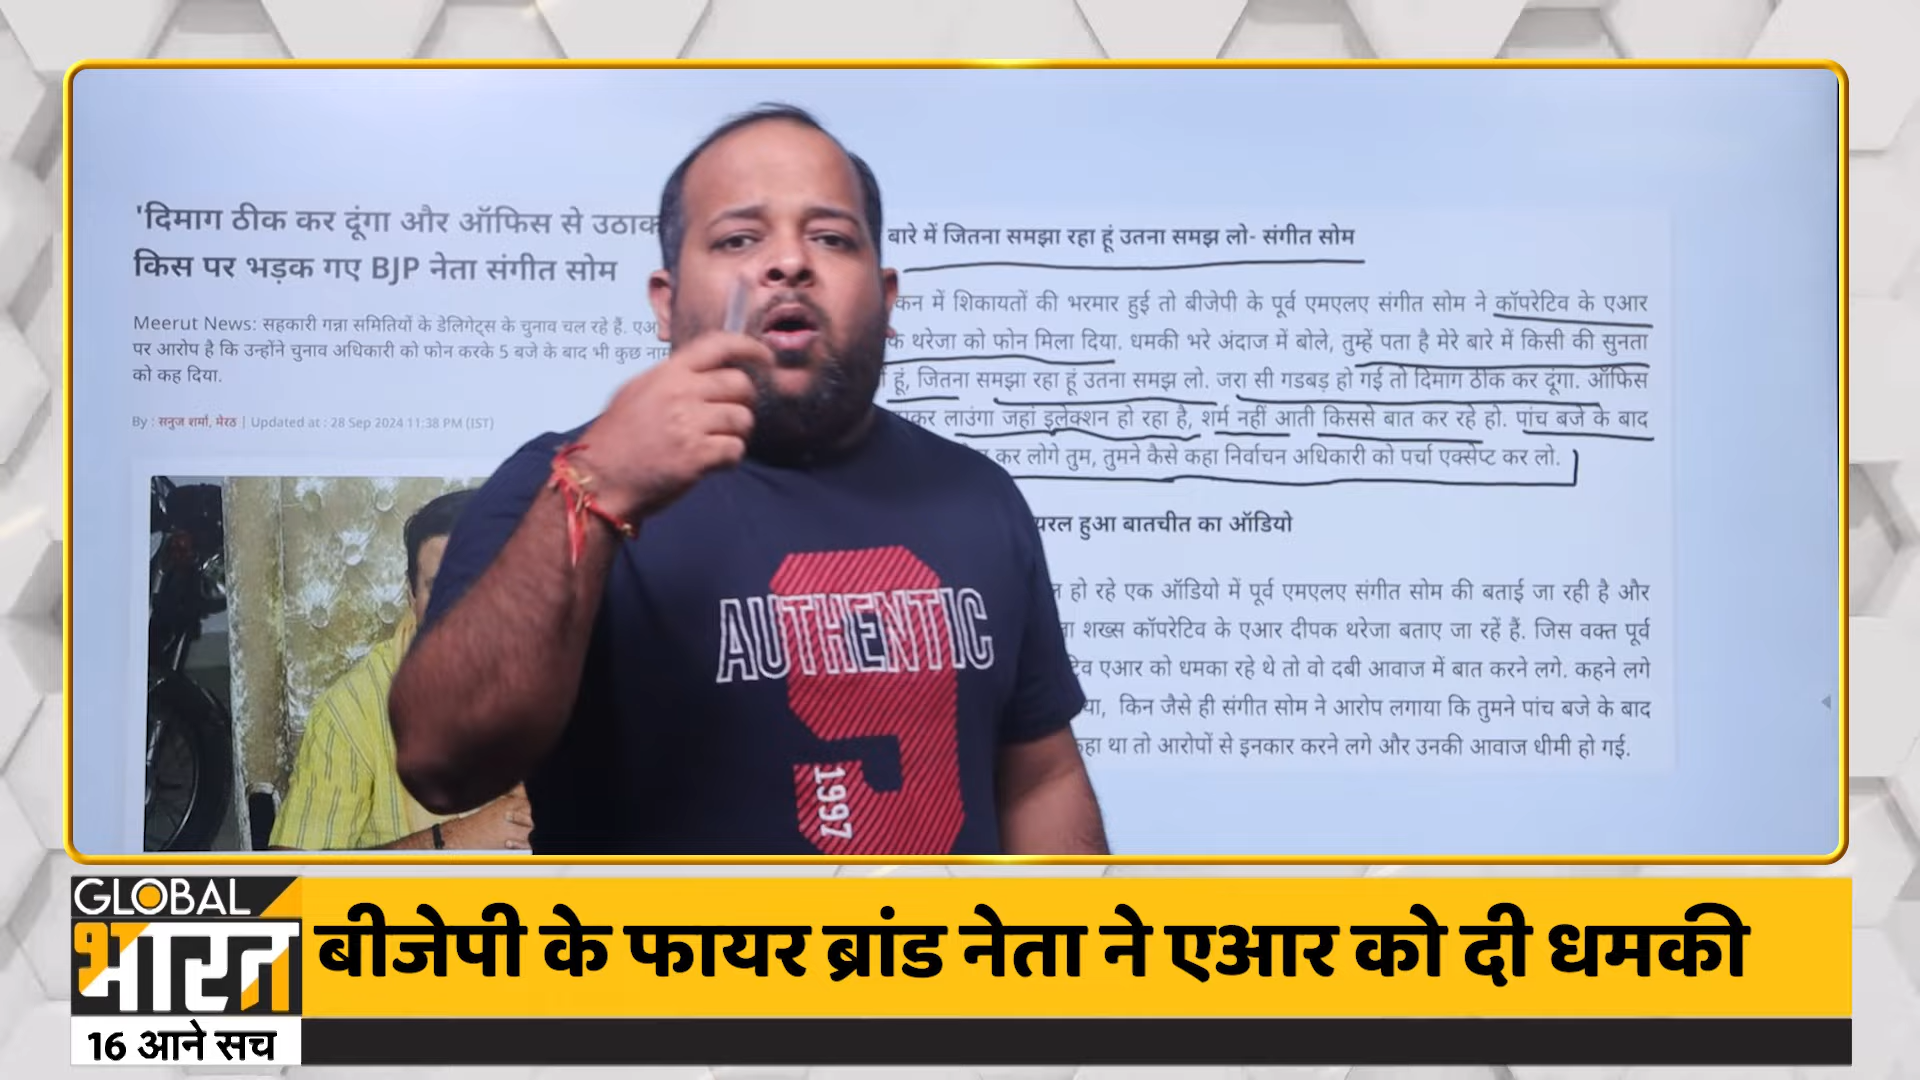 'दिमाग ठीक कर दूंगा और ऑफिस से
किस पर भड़क गए BJP नेता संगीत सोम
Meerut News: सहकारी गन्ना समितियों के डेलिगेट्स के चुनाव चल रहे हैं.
पर आरोप है कि उन्होंने चुनाव अधिकारी को फोन करके 5 बजे के बाद भी कुछ
को कह दिया.
By : सनुज शर्मा, मेरठ | Updated at : 28 Sep 2024 11:38 PM (IST)
बारे में जितना समझा रहा हूं उतना समझ लो- संगीत सोम
में शिकायतों की भरमार हुई तो बीजेपी के पूर्व एमएलए संगीत सोम ने कॉपरेटिव के एआर
थरेजा को फोन मिला दिया. धमकी भरे अंदाज में बोले, तुम्हें पता है मेरे बारे में किसी की सुनता
हूं, जितना समझा रहा हूं उतना समझ लो. जरा सी गडबड़ हो गई तो दिमाग ठीक कर दूंगा. ऑफिस
लाउंगा जहां इलेक्शन हो रहा है, शर्म नहीं आती किससे बात कर रहे हो. पांच बजे के बाद
कर लोगे तुम, तुमने कैसे कहा निर्वाचन अधिकारी को पर्चा एक्सेप्ट कर लो.
हुआ बातचीत का ऑडियो
हो रहे एक ऑडियो में पूर्व एमएलए संगीत सोम की बताई जा रही है और
शख्स कॉपरेटिव के एआर दीपक थरेजा बताए जा रहें हैं. जिस वक्त पूर्व
एआर को धमका रहे थे तो वो दबी आवाज में बात करने लगे. कहने लगे
किन जैसे ही संगीत सोम ने आरोप लगाया कि तुमने पांच बजे के बाद
था तो आरोपों से इनकार करने लगे और उनकी आवाज धीमी हो गई.
AUTHENTIC
9
1997
GLOBAL
भारत
16 आने सच
बीजेपी के फायर ब्रांड नेता ने एआर को दी धमकी